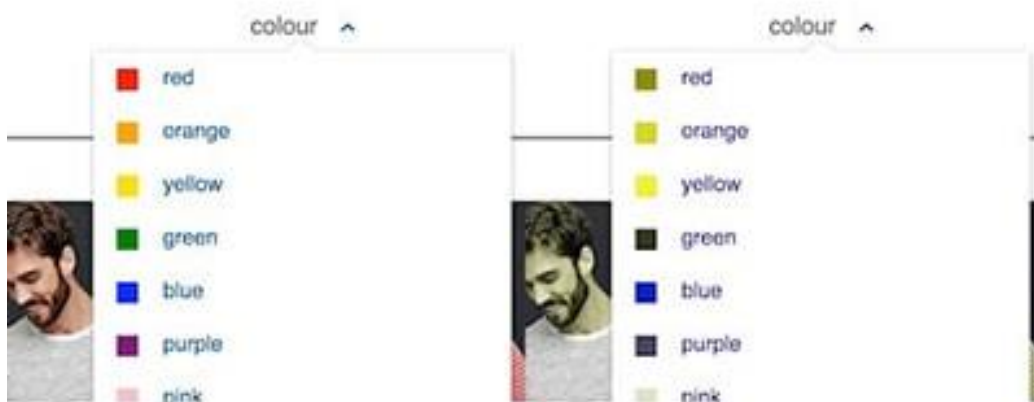 colour
red
orange
yellow
green
blue
purple
pink
colour
red
orange
yellow
green
blue
purple
pink